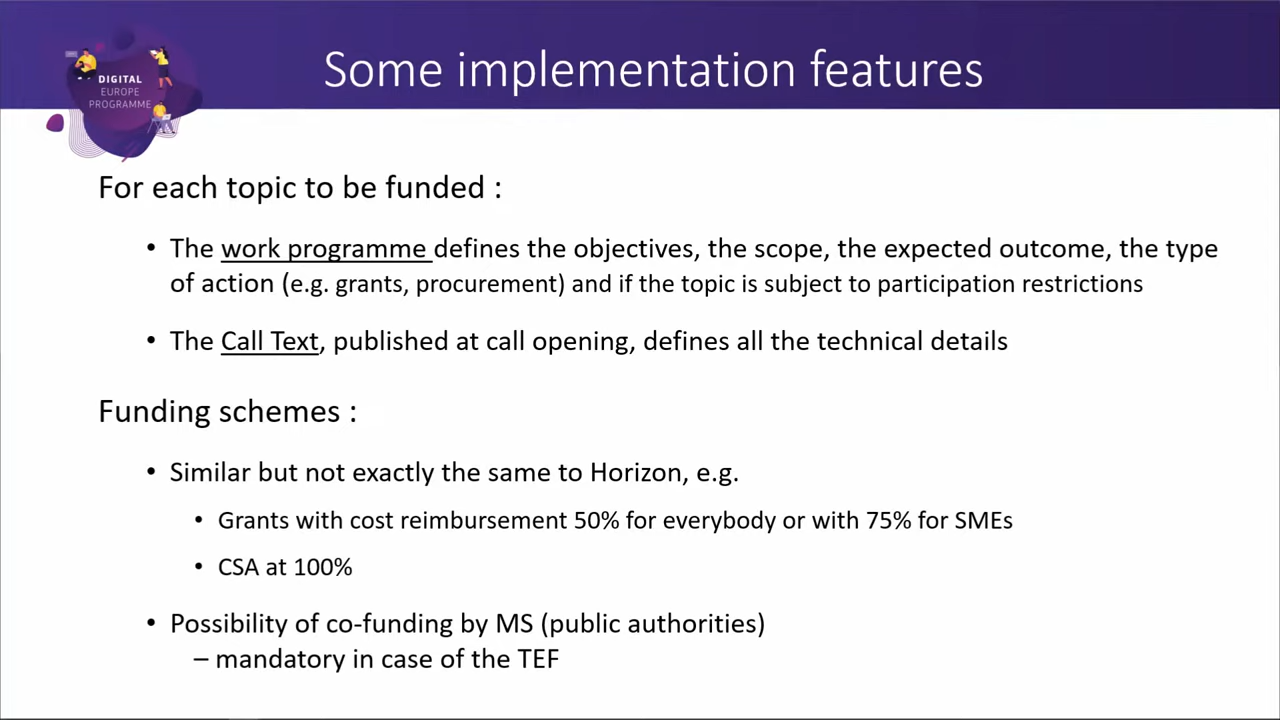 Some implementation features
DIGITAL
EUROPE
PROGRAMME
For each topic to be funded :
• The work programme defines the objectives, the scope, the expected outcome, the type
of action (e.g. grants, procurement) and if the topic is subject to participation restrictions
• The Call Text, published at call opening, defines all the technical details
Funding schemes :
• Similar but not exactly the same to Horizon, e.g.
• Grants with cost reimbursement 50% for everybody or with 75% for SMEs
• CSA at 100%
• Possibility of co-funding by MS (public authorities)
– mandatory in case of the TEF